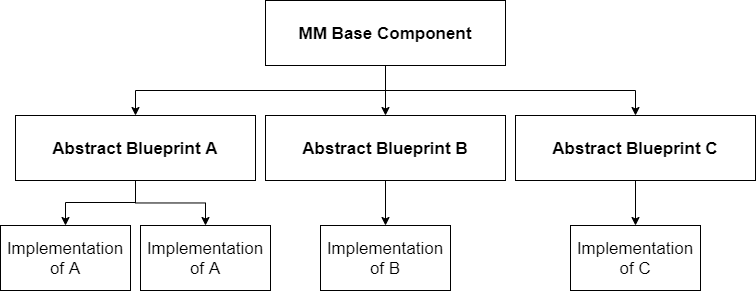 MM Base Component
Abstract Blueprint A
Abstract Blueprint B
Abstract Blueprint C
Implementation
of A
Implementation
of A
Implementation
of B
Implementation
of C